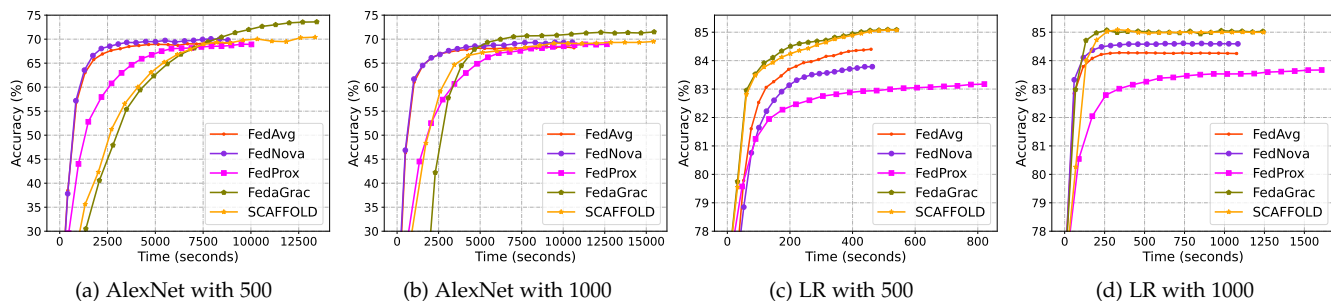 75
70
65
60
55
50
45
40
35
30
Accuracy (%)
0 2500 5000 7500 10000 12500
Time (seconds)
FedAvg
FedNova
FedProx
FedaGrac
SCAFFOLD
(a) AlexNet with 500
75
70
65
60
55
50
45
40
35
30
Accuracy (%)
0 2500 5000 7500 10000 12500 15000
Time (seconds)
FedAvg
FedNova
FedProx
FedaGrac
SCAFFOLD
(b) AlexNet with 1000
85
84
83
82
81
80
79
78
Accuracy (%)
0 200 400 600 800
Time (seconds)
FedAvg
FedNova
FedProx
FedaGrac
SCAFFOLD
(c) LR with 500
85
84
83
82
81
80
79
78
Accuracy (%)
0 250 500 750 1000 1250 1500
Time (seconds)
FedAvg
FedNova
FedProx
FedaGrac
SCAFFOLD
(d) LR with 1000